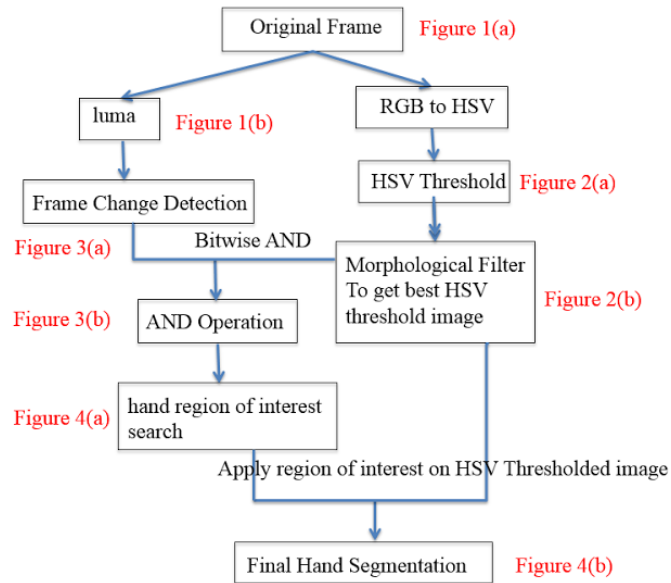 Original Frame
Figure 1(a)
luma
Figure 1(b)
RGB to HSV
HSV Threshold
Figure 2(a)
Frame Change Detection
Figure 3(a)
Bitwise AND
Morphological Filter
To get best HSV
threshold image
Figure 2(b)
Figure 3(b)
AND Operation
Figure 4(a)
hand region of interest
search
Apply region of interest on HSV Thresholded image
Final Hand Segmentation
Figure 4(b)